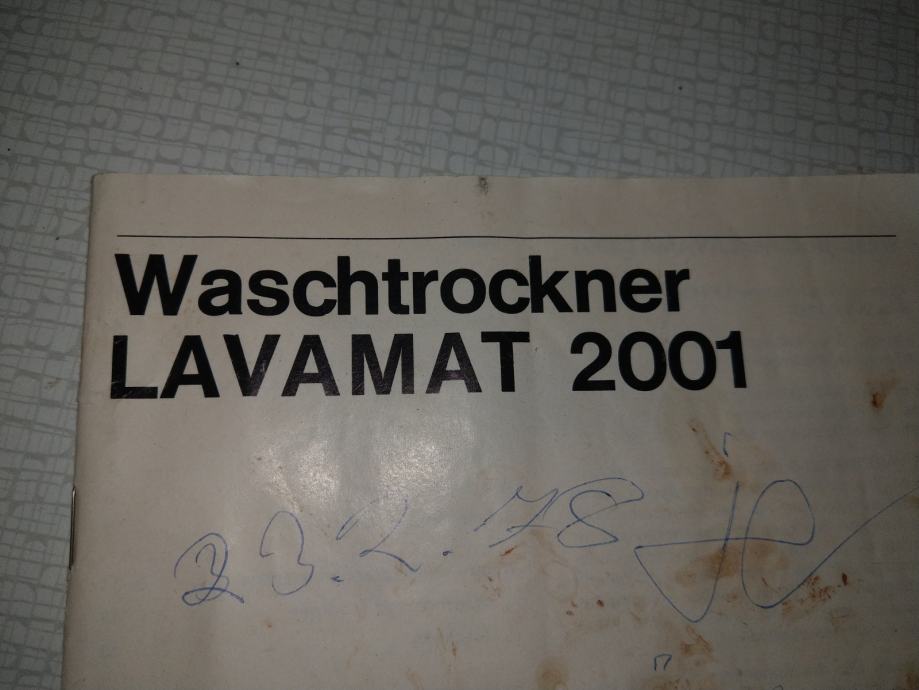 Waschtrockner
LAVAMAT 2001
23.2.78